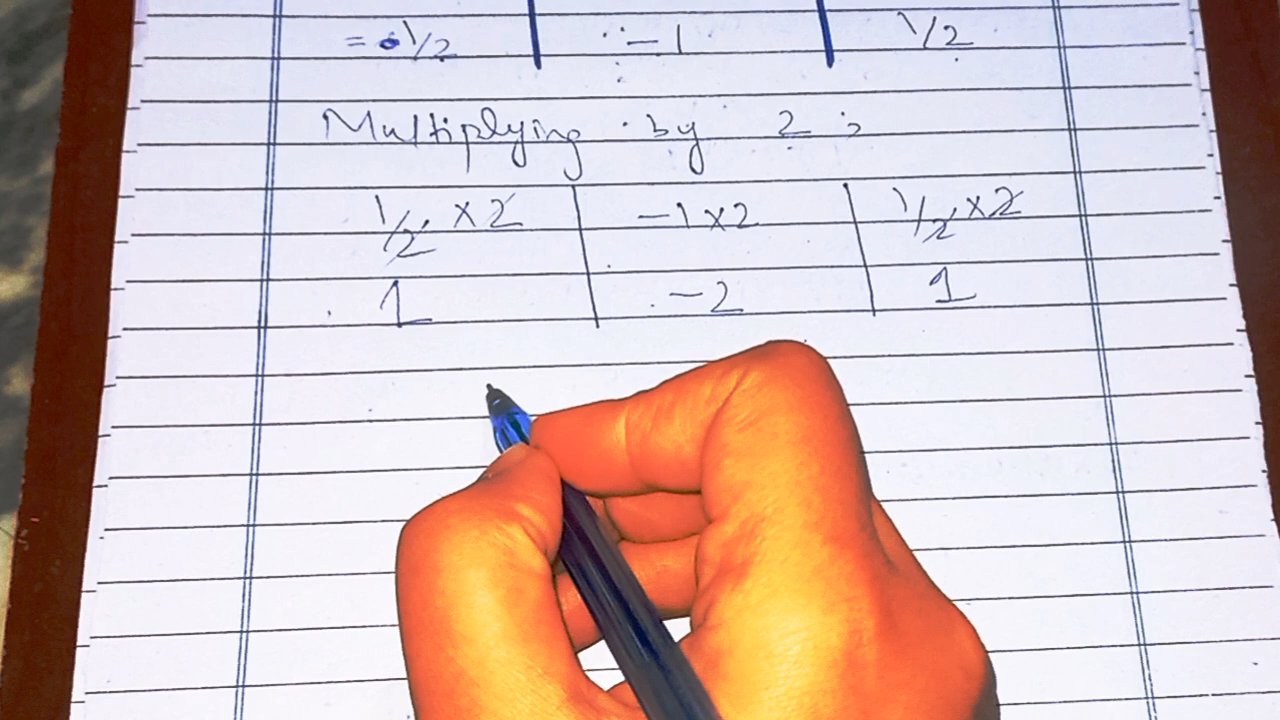 = 1/2 -1 1/2
Multiplying by 2 :
1/2 ×2 -1×2 1/2 ×2
1 -2 1